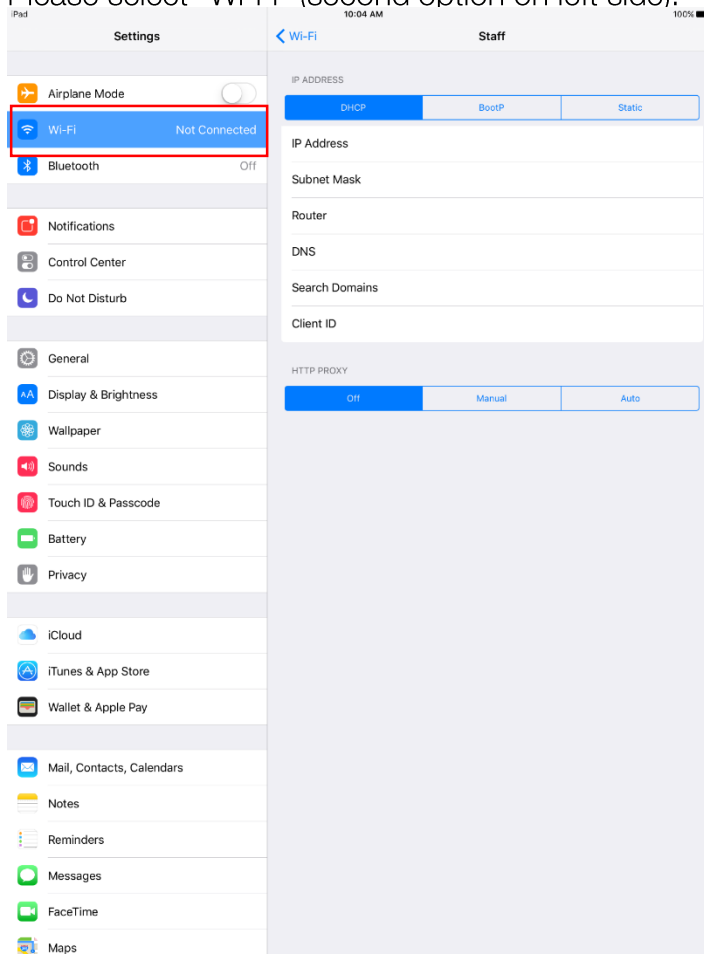 Please select "Wi-Fi" (second option on left side).
iPad
10:04 AM
100%
Settings
Wi-Fi
Staff
Airplane Mode
Wi-Fi Not Connected
Bluetooth Off
Notifications
Control Center
Do Not Disturb
General
AA Display & Brightness
Wallpaper
Sounds
Touch ID & Passcode
Battery
Privacy
iCloud
iTunes & App Store
Wallet & Apple Pay
Mail, Contacts, Calendars
Notes
Reminders
Messages
FaceTime
Maps
IP ADDRESS
DHCP BootP Static
IP Address
Subnet Mask
Router
DNS
Search Domains
Client ID
HTTP PROXY
Off Manual Auto